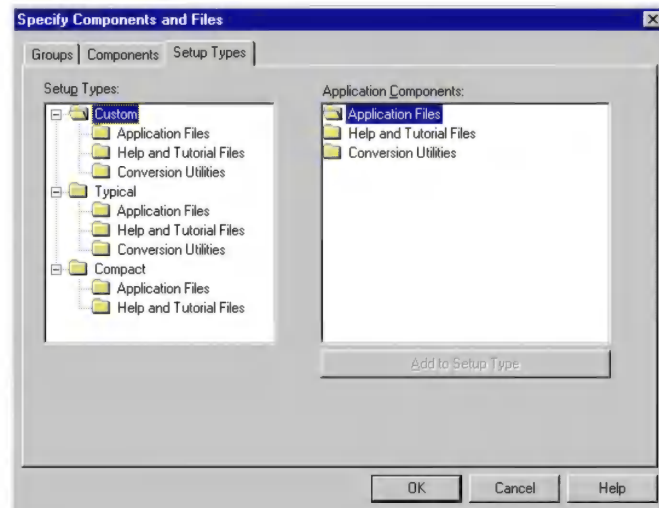 Specify Components and Files
Groups Components Setup Types
Setup Types:
Custom
Application Files
Help and Tutorial Files
Conversion Utilities
Typical
Application Files
Help and Tutorial Files
Conversion Utilities
Compact
Application Files
Help and Tutorial Files
Application Components:
Application Files
Help and Tutorial Files
Conversion Utilities
Add to Setup Type
OK Cancel Help